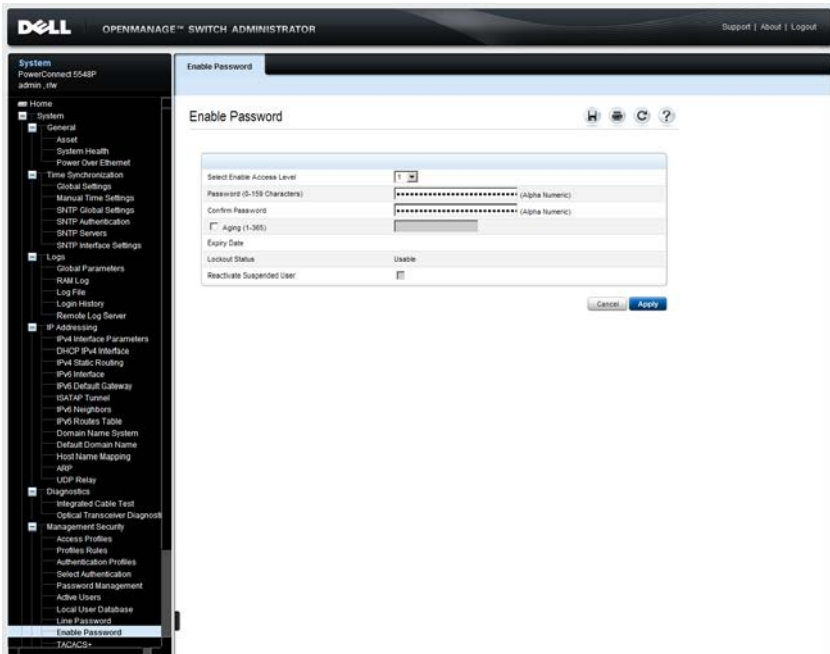 DELL OPENMANAGE™ SWITCH ADMINISTRATOR
Support | About | Logout
System
PowerConnect 5548P
admin , r/w
Home
System
General
Asset
System Health
Power Over Ethernet
Time Synchronization
Global Settings
Manual Time Settings
SNTP Global Settings
SNTP Authentication
SNTP Servers
SNTP Interface Settings
Logs
Global Parameters
RAM Log
Log File
Login History
Remote Log Server
IP Addressing
IPv4 Interface Parameters
DHCP IPv4 Interface
IPv4 Static Routing
IPv6 Interface
IPv6 Default Gateway
ISATAP Tunnel
IPv6 Neighbors
IPv6 Routes Table
Domain Name System
Default Domain Name
Host Name Mapping
ARP
UDP Relay
Diagnostics
Integrated Cable Test
Optical Transceiver Diagnosti
Management Security
Access Profiles
Profiles Rules
Authentication Profiles
Select Authentication
Password Management
Active Users
Local User Database
Line Password
Enable Password
TACACS+
Enable Password
Enable Password
Select Enable Access Level 1
Password (0-159 Characters) (Alpha Numeric)
Confirm Password (Alpha Numeric)
Aging (1-365)
Expiry Date
Lockout Status Usable
Reactivate Suspended User
Cancel Apply